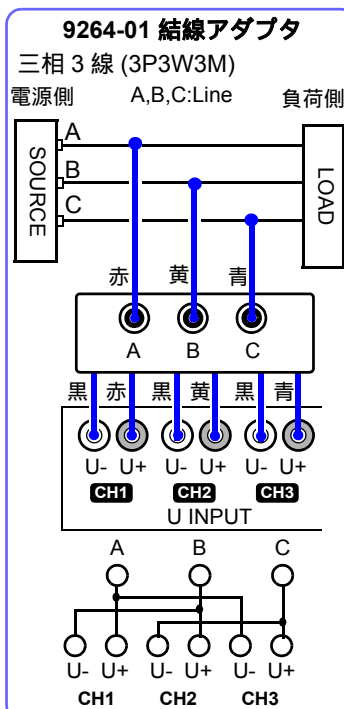 9264-01 結線アダプタ
三相 3 線 (3P3W3M)
電源側 A,B,C:Line 負荷側
A
B
C
SOURCE
LOAD
赤 黄 青
A B C
黒 赤 黒 黄 黒 青
U- U+ U- U+ U- U+
CH1 CH2 CH3
U INPUT
A B C
U- U+ U- U+ U- U+
CH1 CH2 CH3